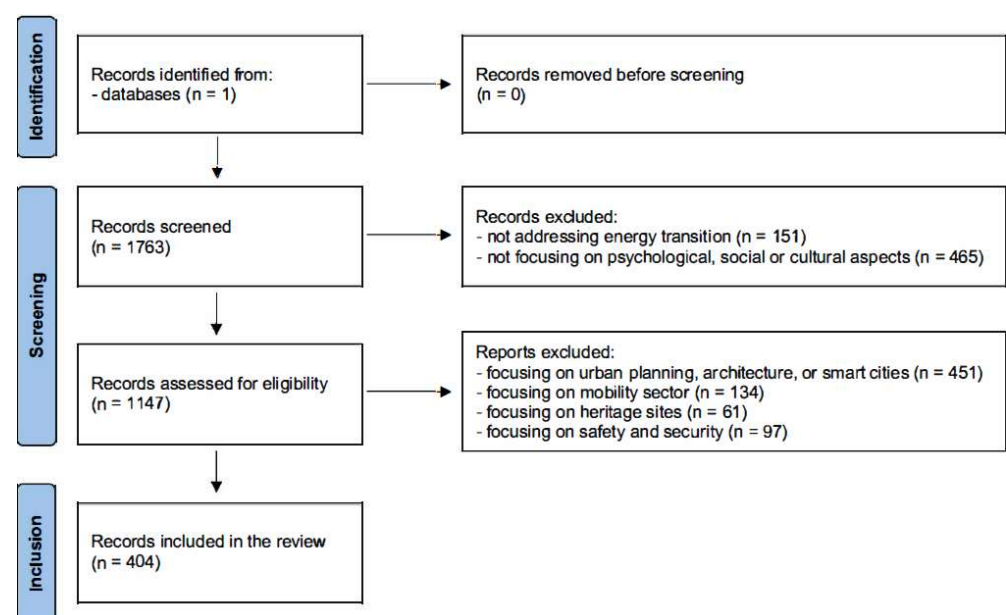 Identification
Records identified from:
- databases (n = 1)
Records removed before screening
(n = 0)
Screening
Records screened
(n = 1763)
Records excluded:
- not addressing energy transition (n = 151)
- not focusing on psychological, social or cultural aspects (n = 465)
Records assessed for eligibility
(n = 1147)
Reports excluded:
- focusing on urban planning, architecture, or smart cities (n = 451)
- focusing on mobility sector (n = 134)
- focusing on heritage sites (n = 61)
- focusing on safety and security (n = 97)
Inclusion
Records included in the review
(n = 404)